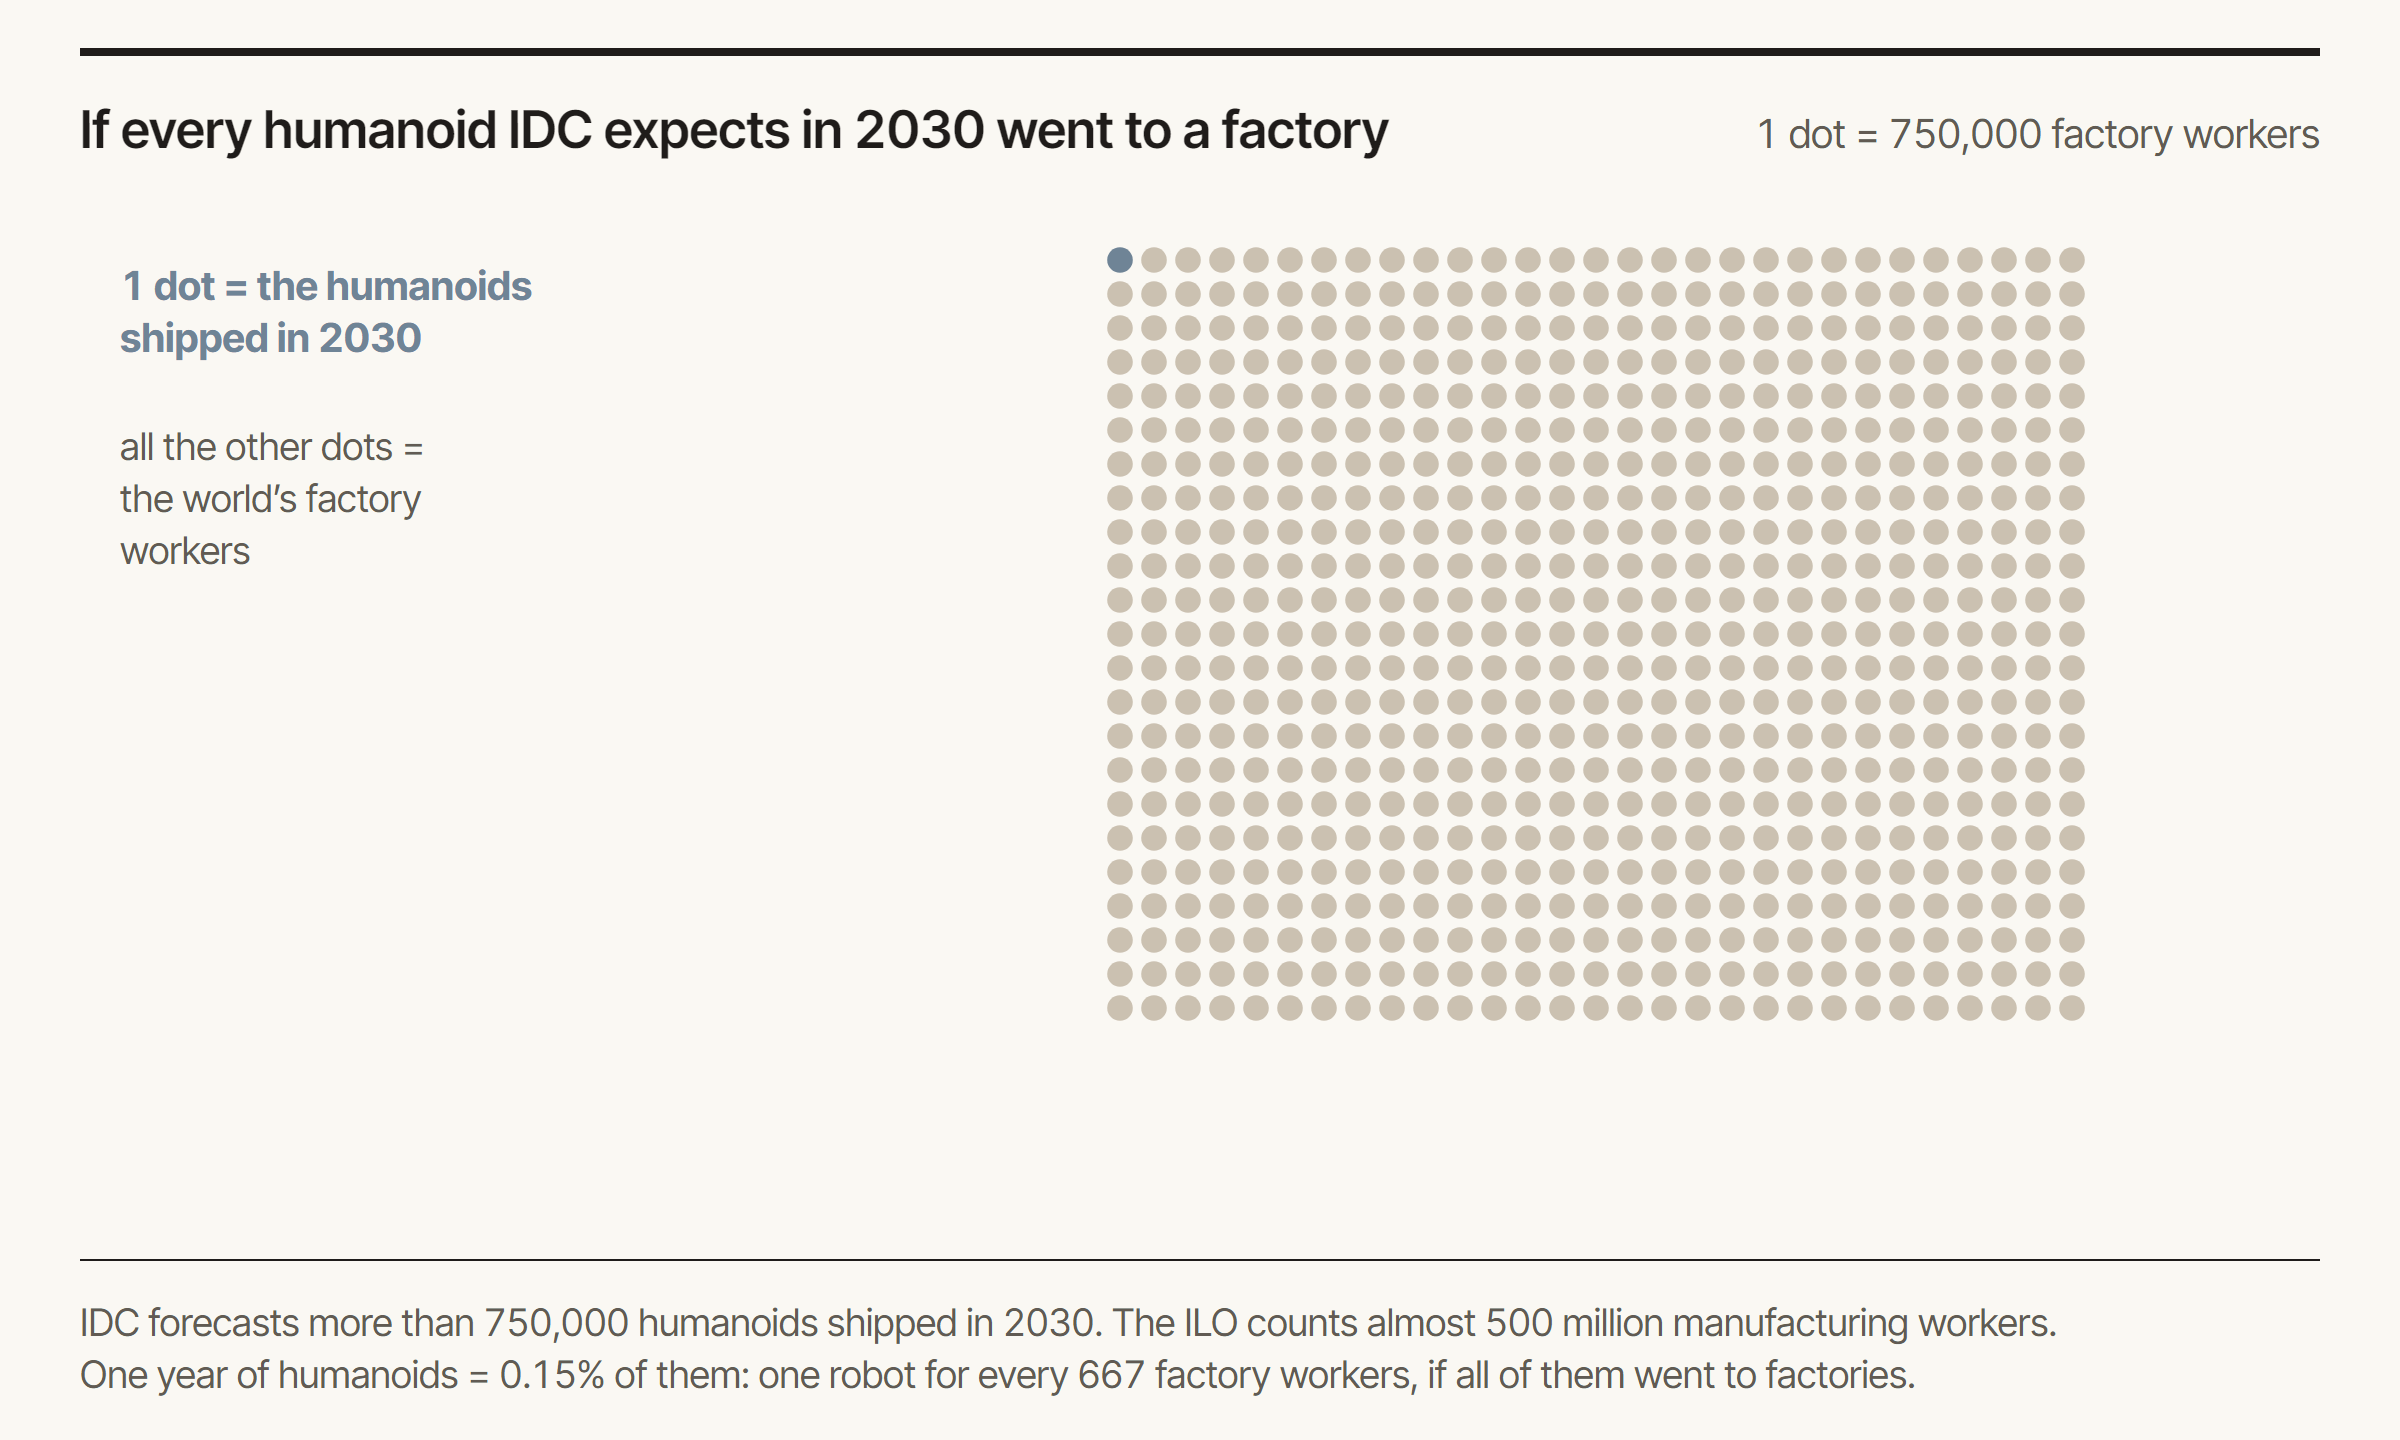 If every humanoid IDC expects in 2030 went to a factory
1 dot = 750,000 factory workers
1 dot = the humanoids
shipped in 2030
all the other dots =
the world’s factory
workers
IDC forecasts more than 750,000 humanoids shipped in 2030. The ILO counts almost 500 million manufacturing workers.
One year of humanoids = 0.15% of them: one robot for every 667 factory workers, if all of them went to factories.